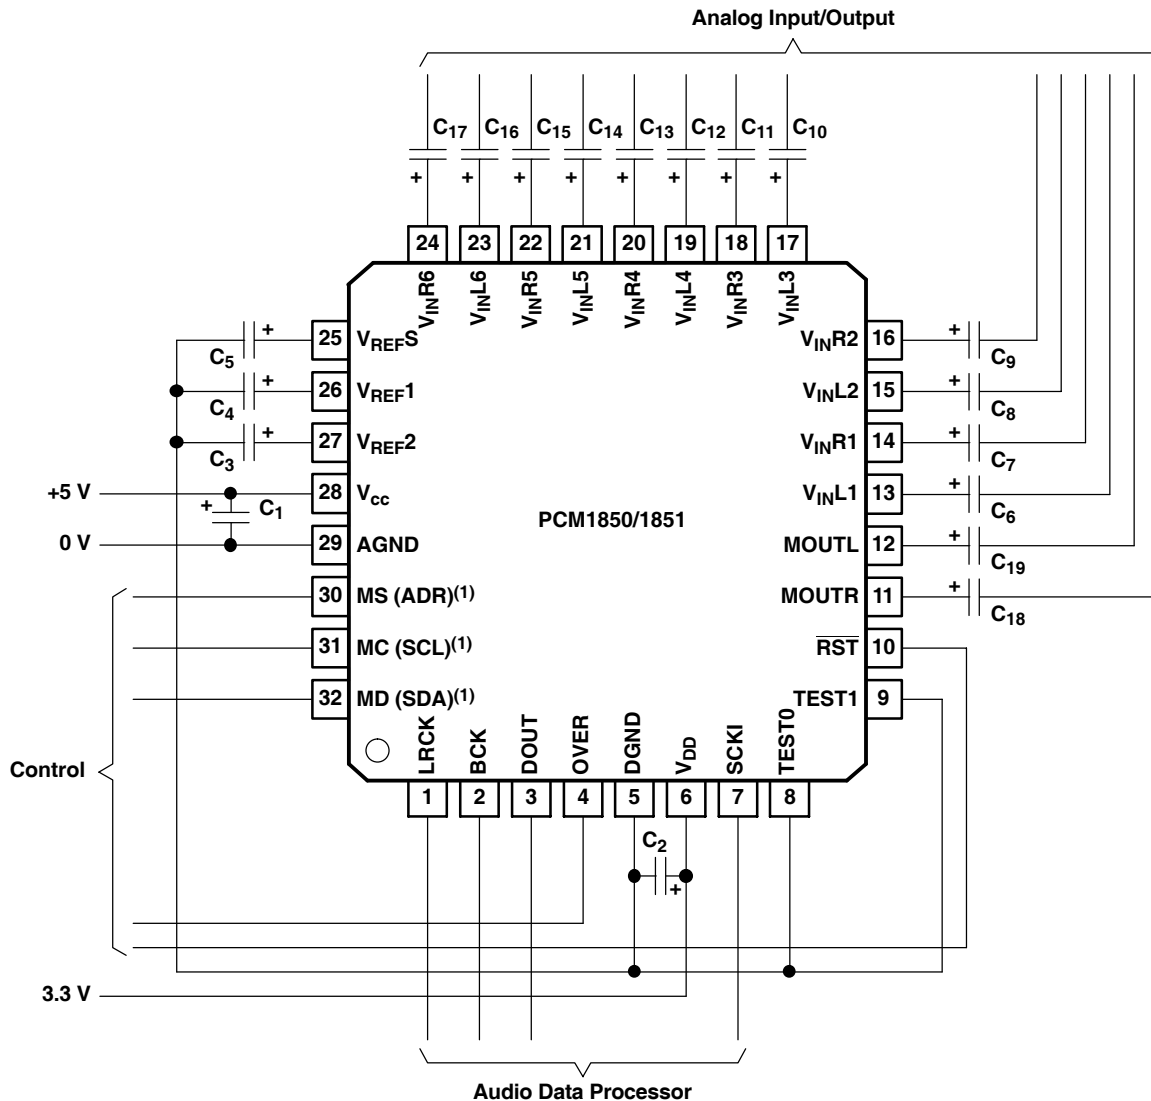 Analog Input/Output
C17 C16 C15 C14 C13 C12 C11 C10
+ + + + + + + +
24 23 22 21 20 19 18 17
VINR6 VINL6 VINR5 VINL5 VINR4 VINL4 VINR3 VINL3
C5 + 25 VREFS
C4 + 26 VREF1
C3 + 27 VREF2
+5 V 28 Vcc
+ C1
0 V 29 AGND
30 MS (ADR)(1)
31 MC (SCL)(1)
32 MD (SDA)(1)
PCM1850/1851
VINR2 16 + C9
VINL2 15 + C8
VINR1 14 + C7
VINL1 13 + C6
MOUTL 12 + C19
MOUTR 11 + C18
RST 10
TEST1 9
LRCK BCK DOUT OVER DGND VDD SCKI TEST0
1 2 3 4 5 6 7 8
Control
C2
+
3.3 V
Audio Data Processor